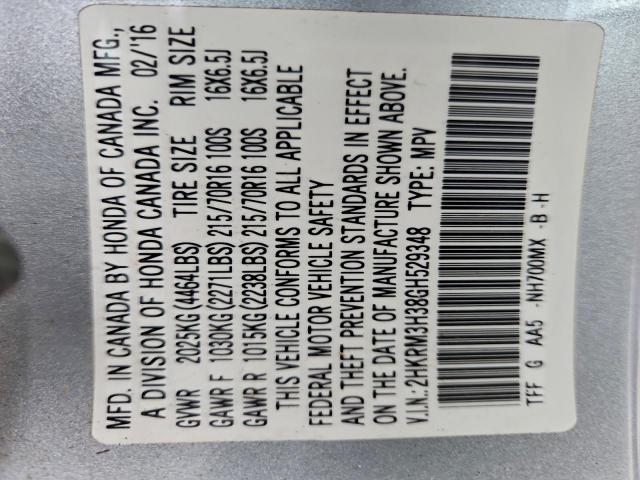 MFD. IN CANADA BY HONDA OF CANADA MFG.,
A DIVISION OF HONDA CANADA INC. 02/'16
GVWR 2025KG (4464LBS) TIRE SIZE RIM SIZE
GAWR F 1030KG (2271LBS) 215/70R16 100S 16X6.5J
GAWR R 1015KG (2238LBS) 215/70R16 100S 16X6.5J
THIS VEHICLE CONFORMS TO ALL APPLICABLE
FEDERAL MOTOR VEHICLE SAFETY
AND THEFT PREVENTION STANDARDS IN EFFECT
ON THE DATE OF MANUFACTURE SHOWN ABOVE.
V.I.N.: 2HKRM3H38GH529348 TYPE: MPV
TFF G AA5 -NH700MX -B -H